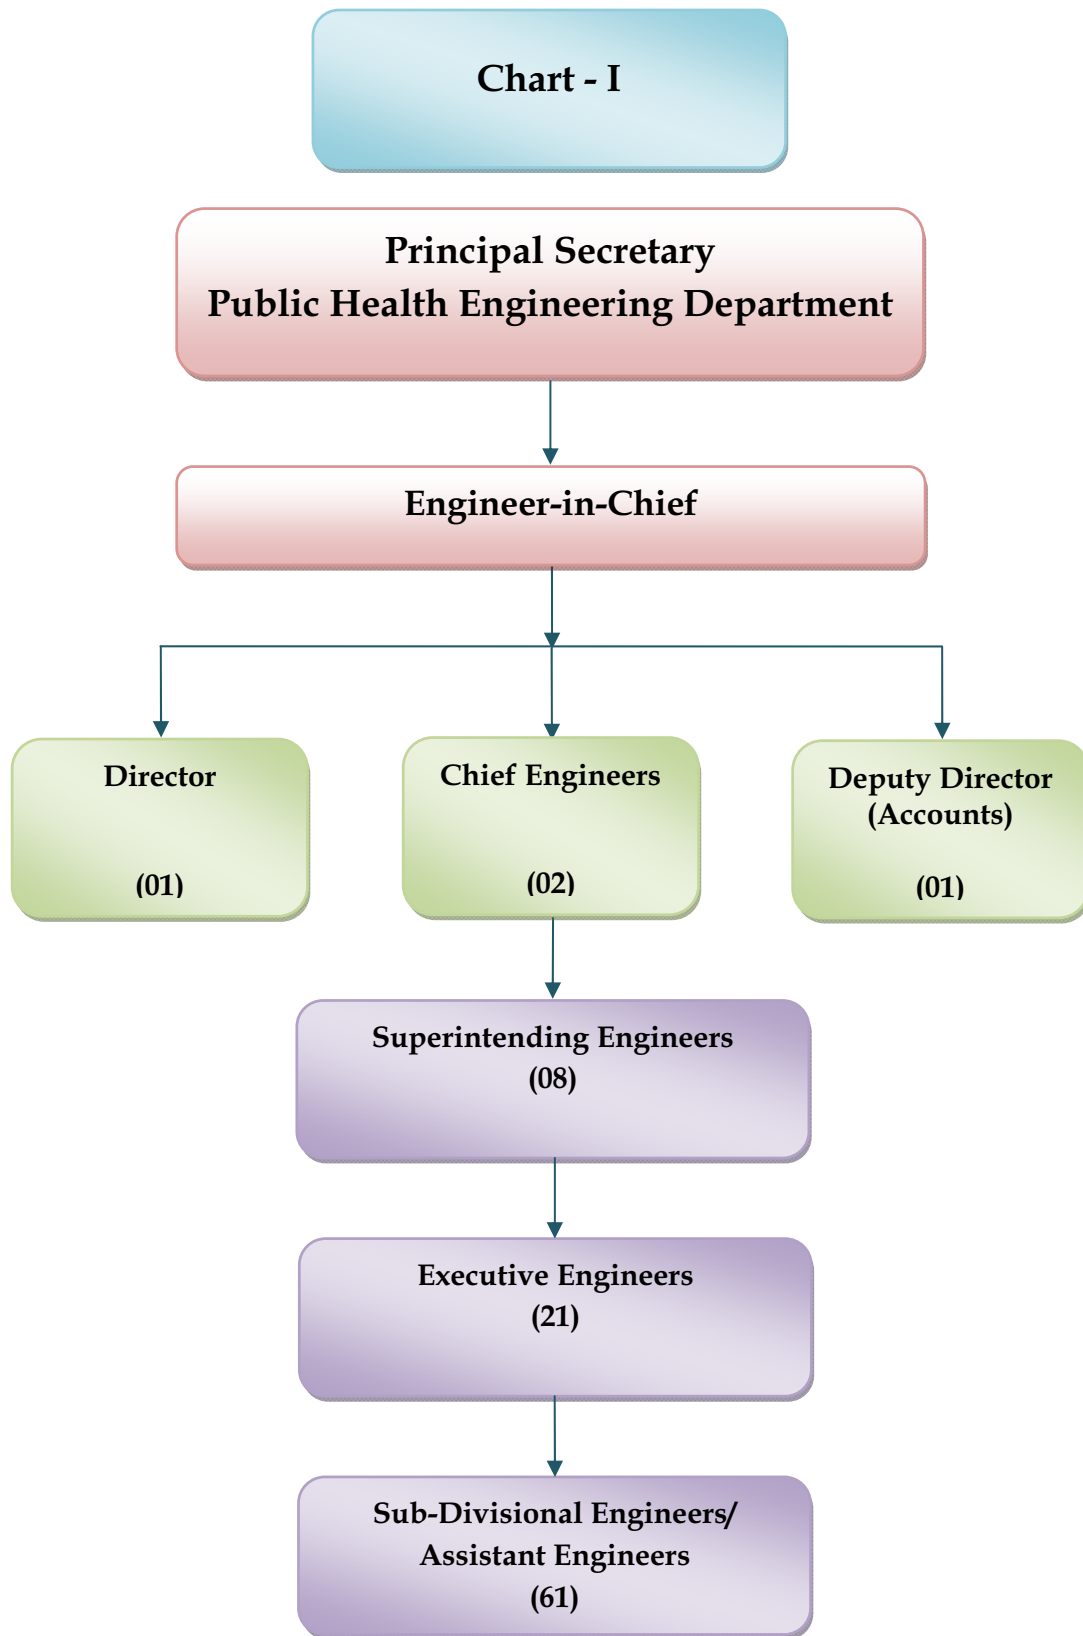 Chart - I
Principal Secretary
Public Health Engineering Department
Engineer-in-Chief
Director
(01)
Chief Engineers
(02)
Deputy Director
(Accounts)
(01)
Superintending Engineers
(08)
Executive Engineers
(21)
Sub-Divisional Engineers/
Assistant Engineers
(61)